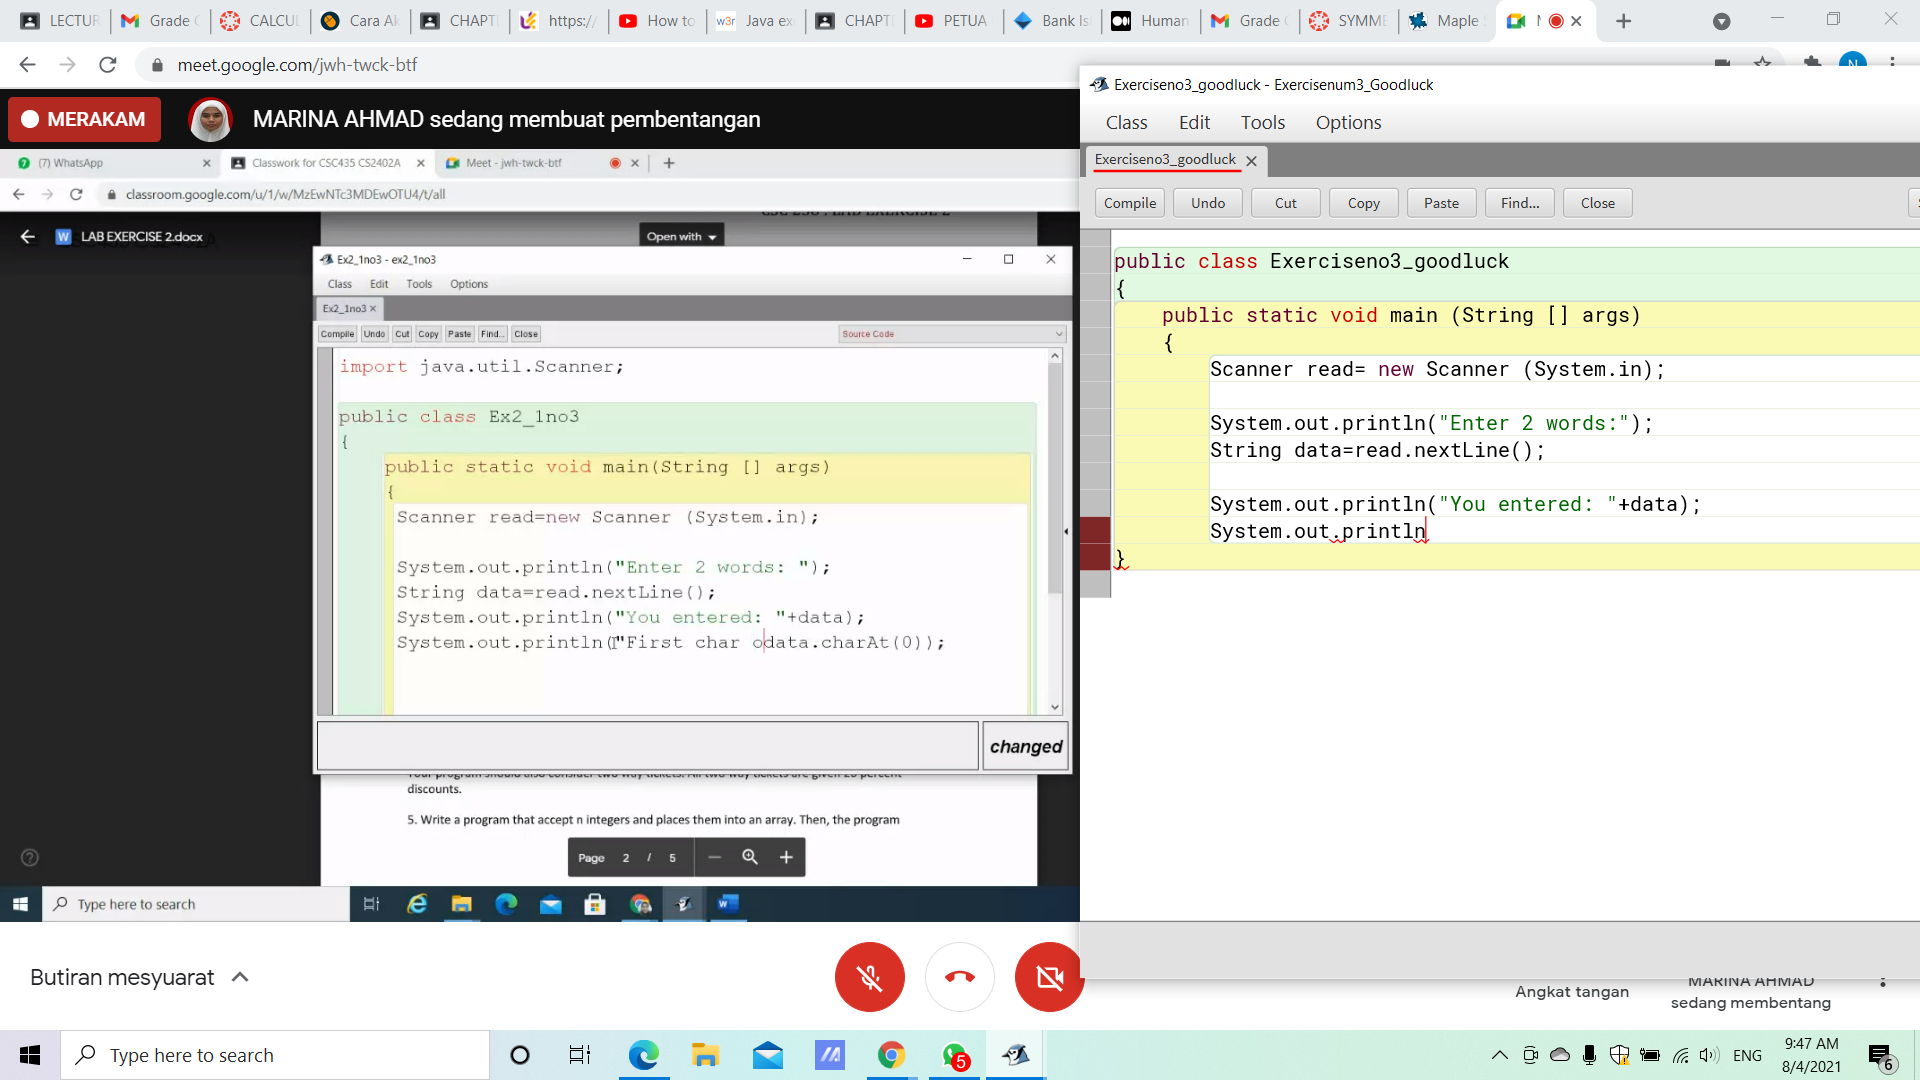 LECTUR
Grade
CALCUL
Cara Ak
CHAPT
https:/
How to
w3r Java ex
CHAPT
PETUA
Bank Is
Human
Grade
SYMME
Maple
meet.google.com/jwh-twck-btf
N
MERAKAM
MARINA AHMAD sedang membuat pembentangan
7 (7) WhatsApp
Classwork for CSC435 CS2402A
Meet - jwh-twck-btf
classroom.google.com/u/1/w/MzEwNTc3MDEwOTU4/t/all
W LAB EXERCISE 2.docx
Open with
Ex2_1no3 - ex2_1no3
Class Edit Tools Options
Ex2_1no3 ×
Compile Undo Cut Copy Paste Find... Close
Source Code
import java.util.Scanner;
public class Ex2_1no3
{
public static void main(String [] args)
{
Scanner read=new Scanner (System.in);
System.out.println("Enter 2 words: ");
String data=read.nextLine();
System.out.println("You entered: "+data);
System.out.println("First char odata.charAt(0));
changed
discounts.
5. Write a program that accept n integers and places them into an array. Then, the program
Page 2 / 5
Type here to search
Butiran mesyuarat
Exerciseno3_goodluck - Exercisenum3_Goodluck
Class Edit Tools Options
Exerciseno3_goodluck
Compile Undo Cut Copy Paste Find... Close
public class Exerciseno3_goodluck
{
public static void main (String [] args)
{
Scanner read= new Scanner (System.in);
System.out.println("Enter 2 words:");
String data=read.nextLine();
System.out.println("You entered: "+data);
System.out.println
}
Angkat tangan
MARINA AHMAD
sedang membentang
Type here to search
5
ENG
9:47 AM
8/4/2021
6